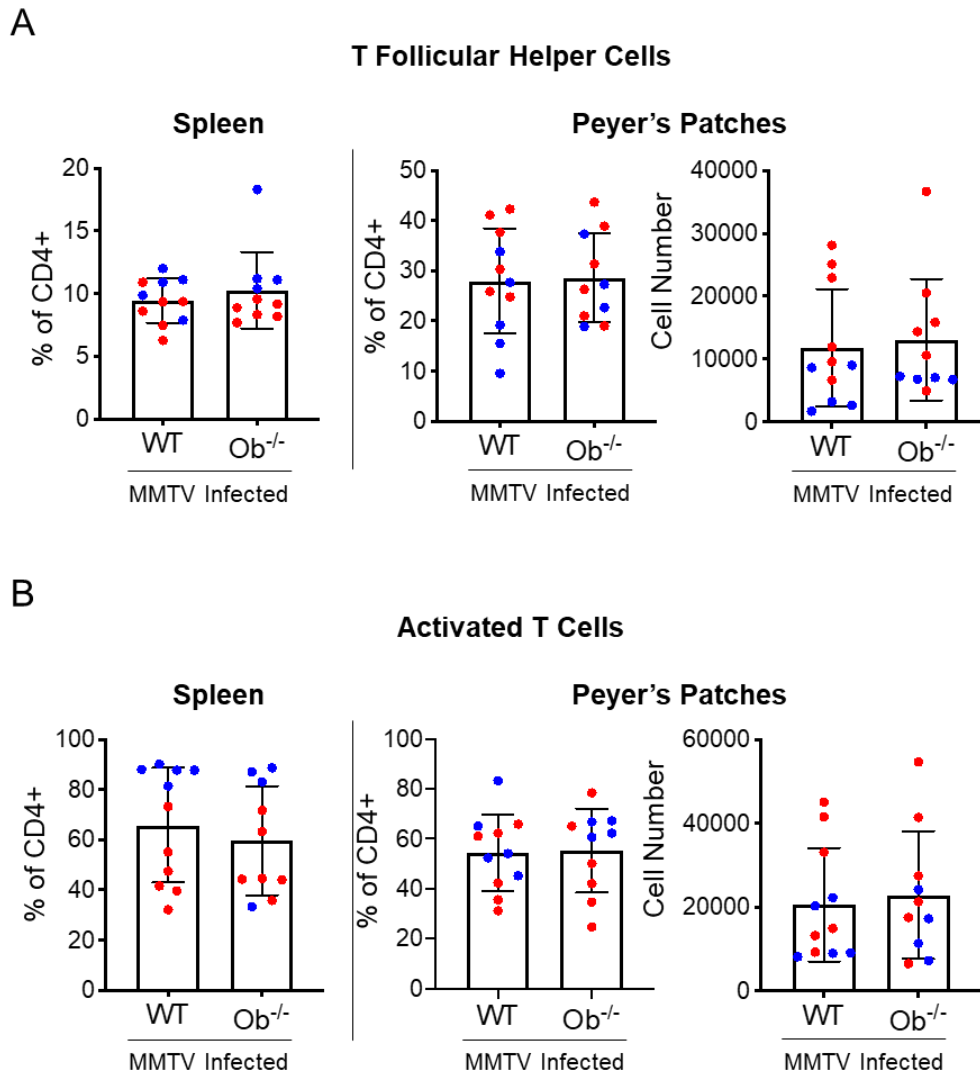 A
T Follicular Helper Cells
Spleen
Peyer's Patches
% of CD4+
20
15
10
5
0
WT
Ob-/-
MMTV Infected
% of CD4+
50
40
30
20
10
0
WT
Ob-/-
MMTV Infected
Cell Number
40000
30000
20000
10000
0
WT
Ob-/-
MMTV Infected
B
Activated T Cells
Spleen
Peyer's Patches
% of CD4+
100
80
60
40
20
0
WT
Ob-/-
MMTV Infected
% of CD4+
100
80
60
40
20
0
WT
Ob-/-
MMTV Infected
Cell Number
60000
40000
20000
0
WT
Ob-/-
MMTV Infected